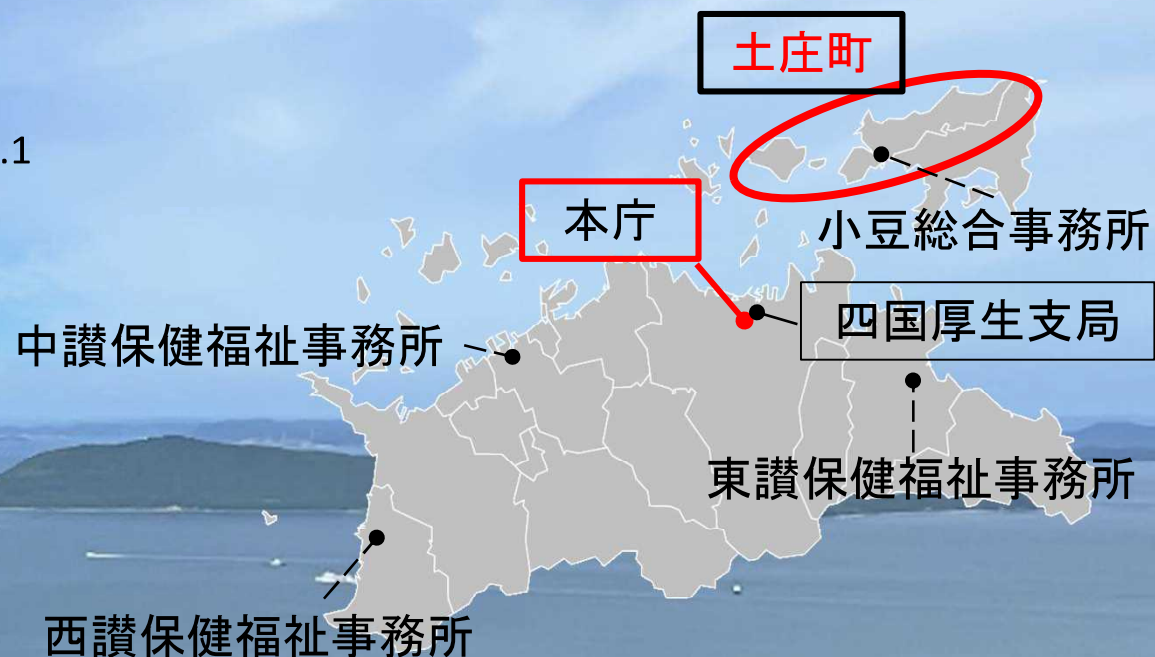 土庄町
.1
本庁
小豆総合事務所
四国厚生支局
中讃保健福祉事務所
東讃保健福祉事務所
西讃保健福祉事務所